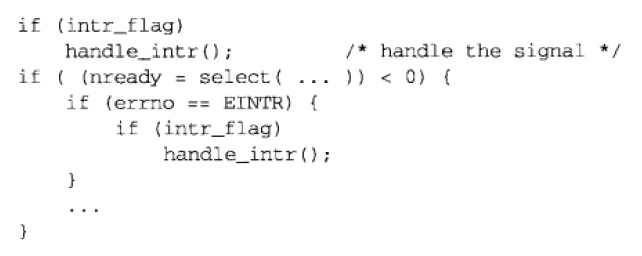 if (intr_flag)
    handle_intr();          /* handle the signal */
if ( (nready = select( ... )) < 0) {
    if (errno == EINTR) {
        if (intr_flag)
            handle_intr();
    }
    ...
}